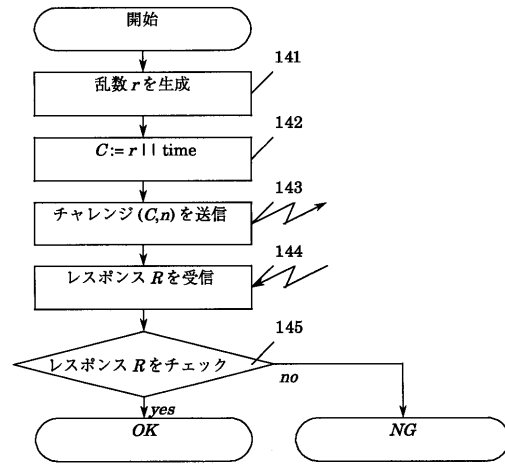 開始
141
乱数 r を生成
142
C := r || time
143
チャレンジ (C,n) を送信
144
レスポンス R を受信
145
レスポンス R をチェック
no
yes
OK
NG